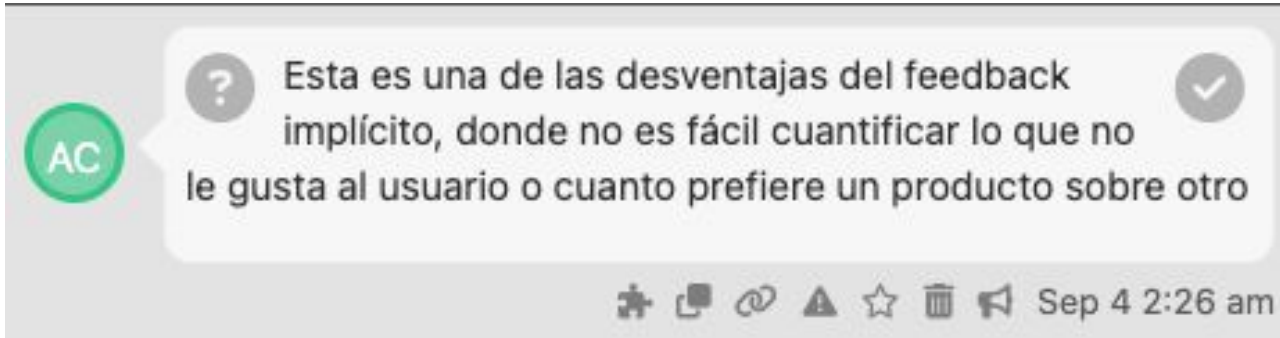 Esta es una de las desventajas del feedback
implícito, donde no es fácil cuantificar lo que no
AC
le gusta al usuario o cuanto prefiere un producto sobre otro
Sep 4 2:26 am